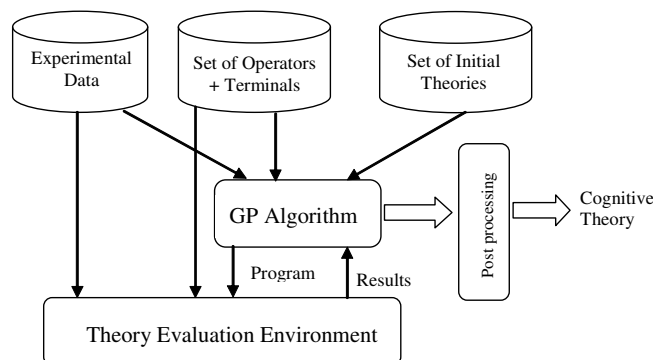 Experimental
Data
Set of Operators
+ Terminals
Set of Initial
Theories
GP Algorithm
Post processing
Cognitive
Theory
Program
Results
Theory Evaluation Environment